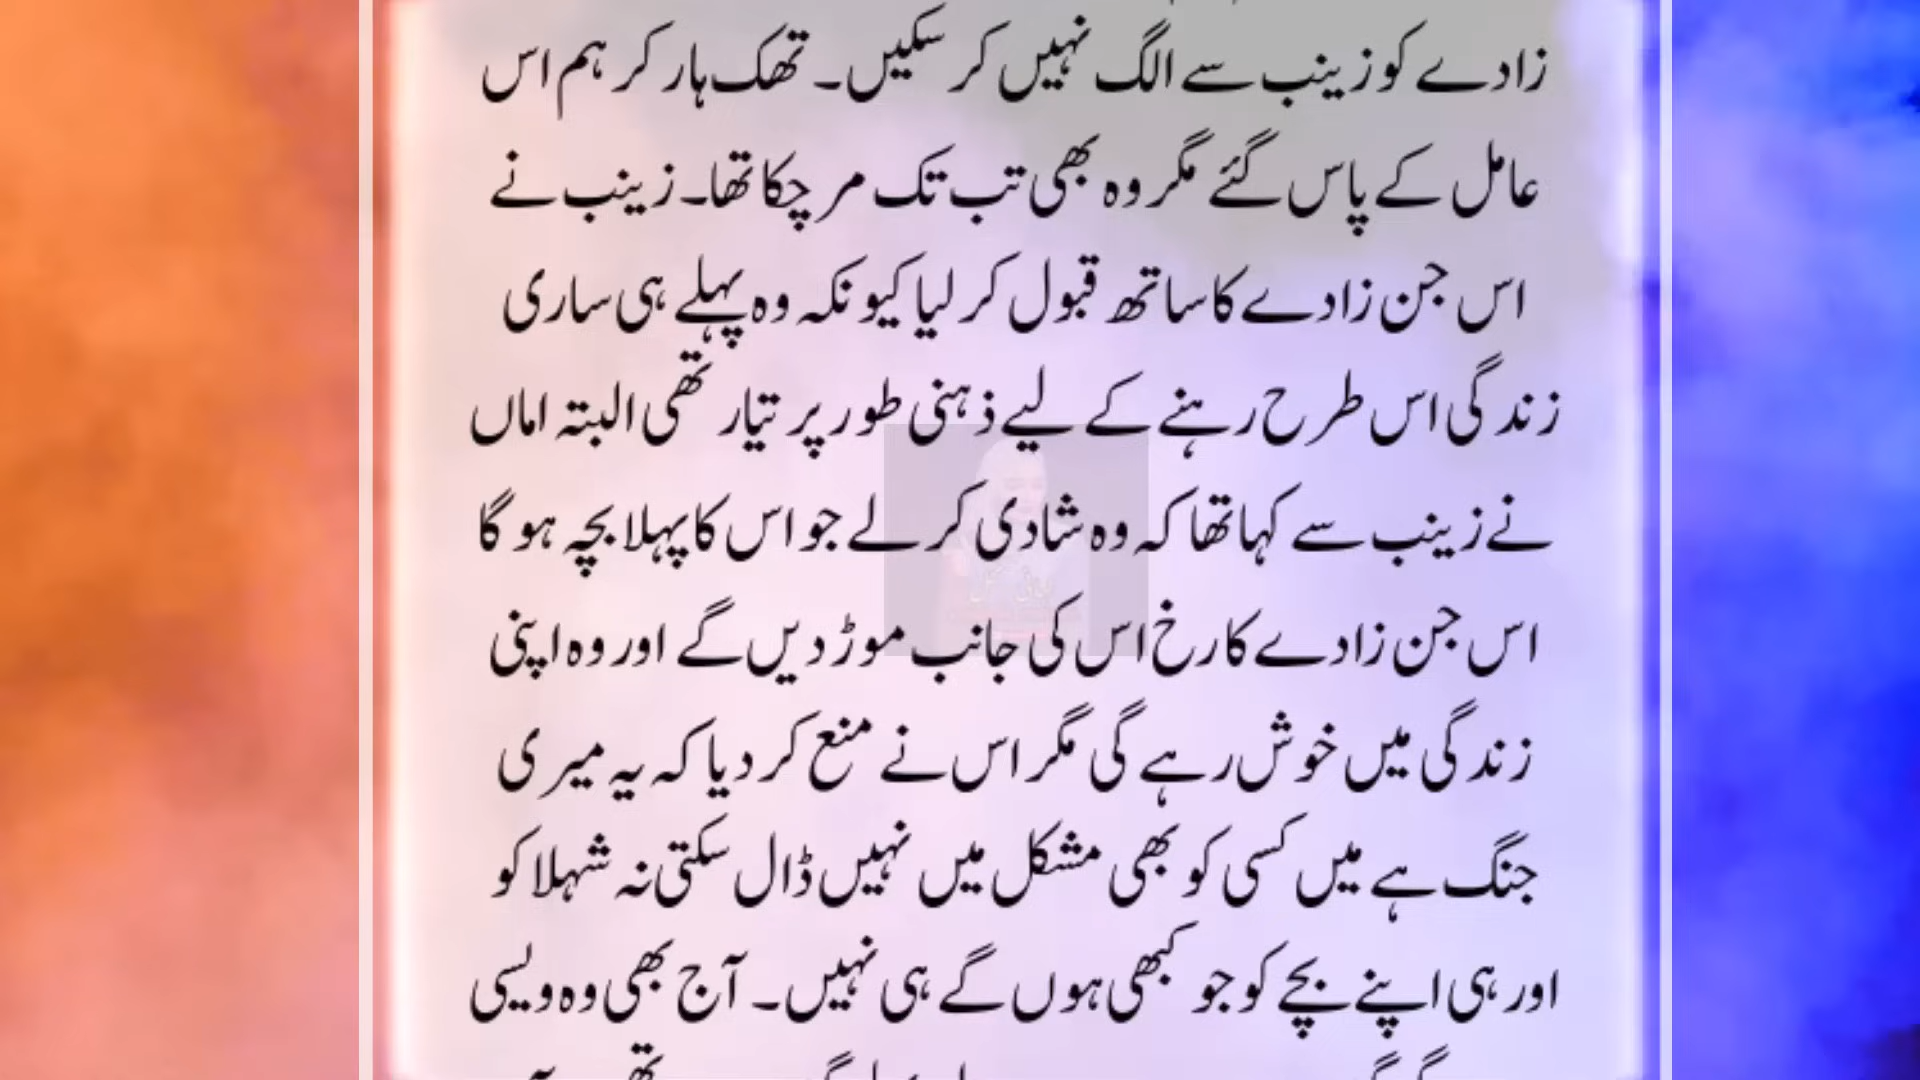 زادے کو زینب سے الگ نہیں کر سکیں۔ تھک ہار کر ہم اس
عامل کے پاس گئے مگر وہ بھی تب تک مر چکا تھا۔ زینب نے
اس جن زادے کا ساتھ قبول کر لیا کیونکہ وہ پہلے ہی ساری
زندگی اس طرح رہنے کے لیے ذہنی طور پر تیار تھی البتہ اماں
نے زینب سے کہا تھا کہ وہ شادی کر لے جو اس کا پہلا بچہ ہو گا
اس جن زادے کا رخ اس کی جانب موڑ دیں گے اور وہ اپنی
زندگی میں خوش رہے گی مگر اس نے منع کر دیا کہ یہ میری
جنگ ہے میں کسی کو بھی مشکل میں نہیں ڈال سکتی نہ شہلا کو
اور ہی اپنے بچے کو جو کبھی ہوں گے ہی نہیں۔ آج بھی وہ ویسی